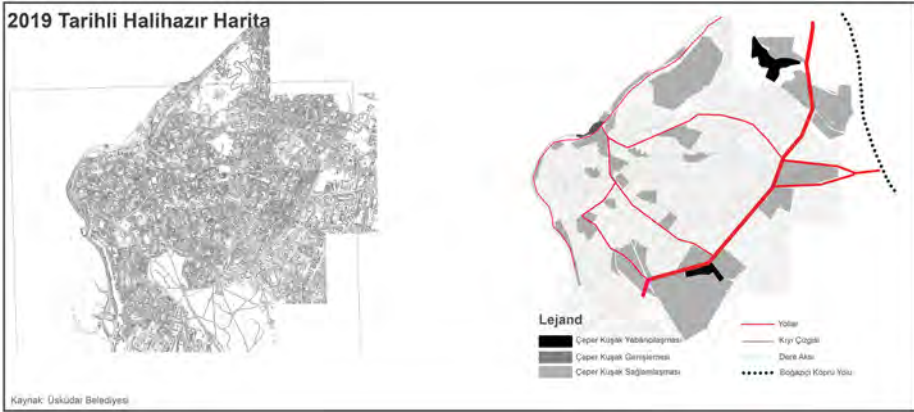 2019 Tarihli Halihazır Harita
Lejand
Çeper Kuşak Yabancılaşması
Çeper Kuşak Genişlemesi
Çeper Kuşak Sağlamlaşması
Yollar
Kıyı Çizgisi
Dere Aksı
Boğaziçi Köprü Yolu
Kaynak: Üsküdar Belediyesi